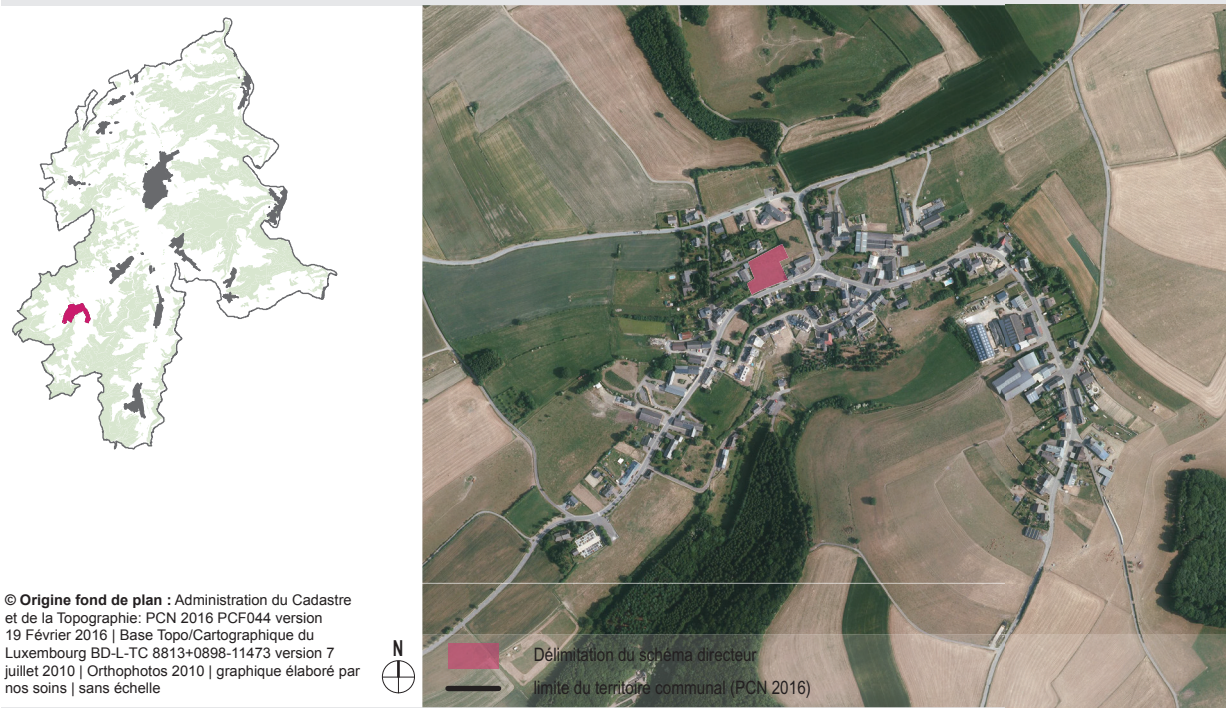 © Origine fond de plan : Administration du Cadastre
et de la Topographie: PCN 2016 PCF044 version
19 Février 2016 | Base Topo/Cartographique du
Luxembourg BD-L-TC 8813+0898-11473 version 7
juillet 2010 | Orthophotos 2010 | graphique élaboré par
nos soins | sans échelle
N
Délimitation du schéma directeur
limite du territoire communal (PCN 2016)